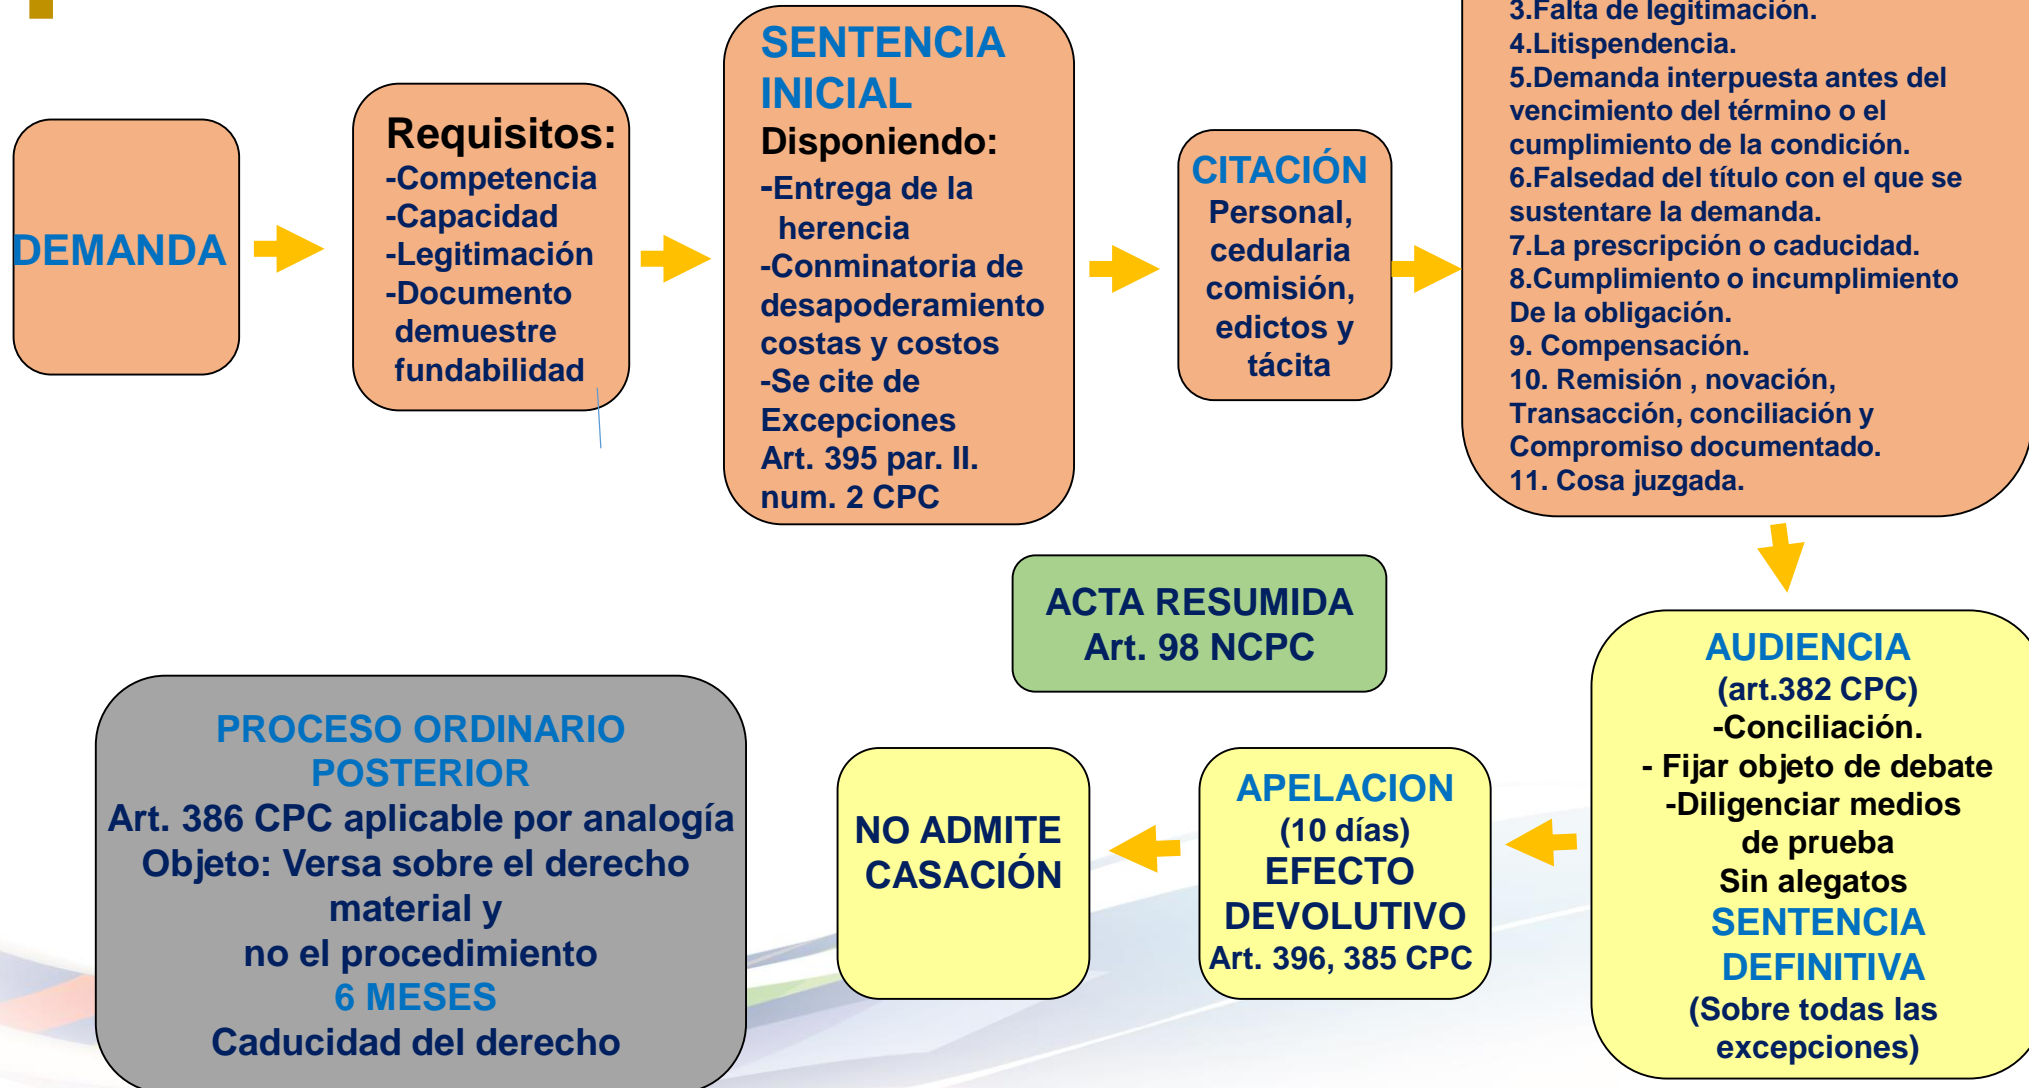 DEMANDA
Requisitos:
-Competencia
-Capacidad
-Legitimación
-Documento
demuestre
fundabilidad
SENTENCIA
INICIAL
Disponiendo:
-Entrega de la
herencia
-Conminatoria de
desapoderamiento
costas y costos
-Se cite de
Excepciones
Art. 395 par. II.
num. 2 CPC
CITACIÓN
Personal,
cedularia
comisión,
edictos y
tácita
3.Falta de legitimación.
4.Litispendencia.
5.Demanda interpuesta antes del
vencimiento del término o el
cumplimiento de la condición.
6.Falsedad del título con el que se
sustentare la demanda.
7.La prescripción o caducidad.
8.Cumplimiento o incumplimiento
De la obligación.
9. Compensación.
10. Remisión , novación,
Transacción, conciliación y
Compromiso documentado.
11. Cosa juzgada.
ACTA RESUMIDA
Art. 98 NCPC
AUDIENCIA
(art.382 CPC)
-Conciliación.
- Fijar objeto de debate
-Diligenciar medios
de prueba
Sin alegatos
SENTENCIA
DEFINITIVA
(Sobre todas las
excepciones)
APELACION
(10 días)
EFECTO
DEVOLUTIVO
Art. 396, 385 CPC
NO ADMITE
CASACIÓN
PROCESO ORDINARIO
POSTERIOR
Art. 386 CPC aplicable por analogía
Objeto: Versa sobre el derecho
material y
no el procedimiento
6 MESES
Caducidad del derecho